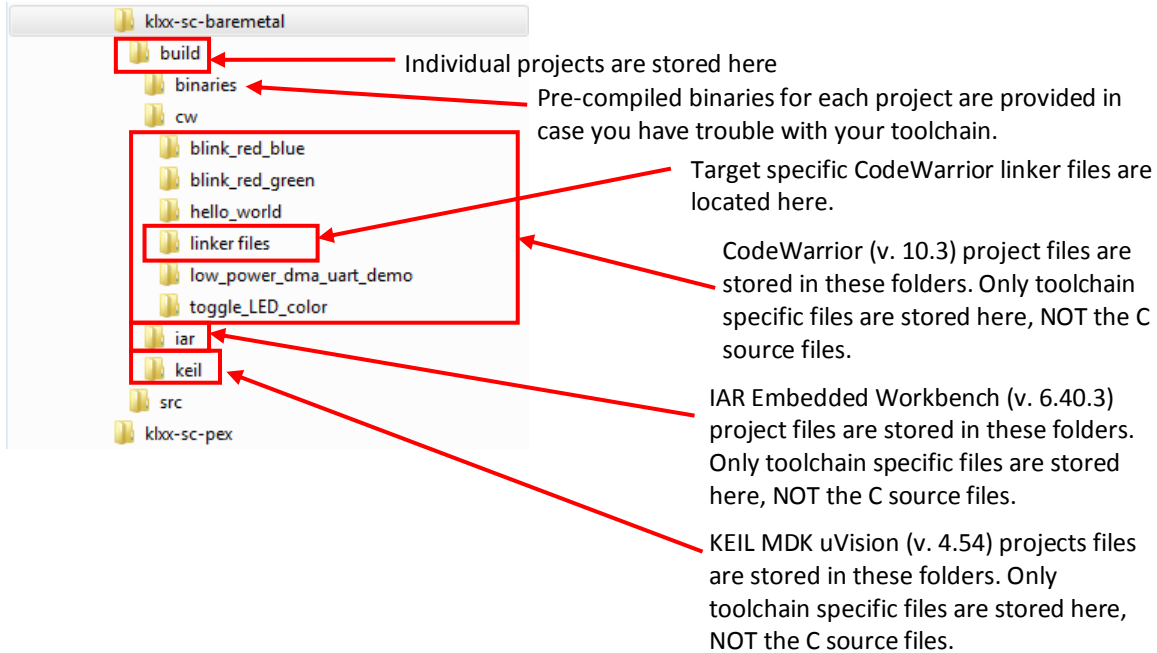 klxx-sc-baremetal
build
binaries
cw
blink_red_blue
blink_red_green
hello_world
linker files
low_power_dma_uart_demo
toggle_LED_color
iar
keil
src
klxx-sc-pex
Individual projects are stored here
Pre-compiled binaries for each project are provided in
case you have trouble with your toolchain.
Target specific CodeWarrior linker files are
located here.
CodeWarrior (v. 10.3) project files are
stored in these folders. Only toolchain
specific files are stored here, NOT the C
source files.
IAR Embedded Workbench (v. 6.40.3)
project files are stored in these folders.
Only toolchain specific files are stored
here, NOT the C source files.
KEIL MDK uVision (v. 4.54) projects files
are stored in these folders. Only
toolchain specific files are stored here,
NOT the C source files.